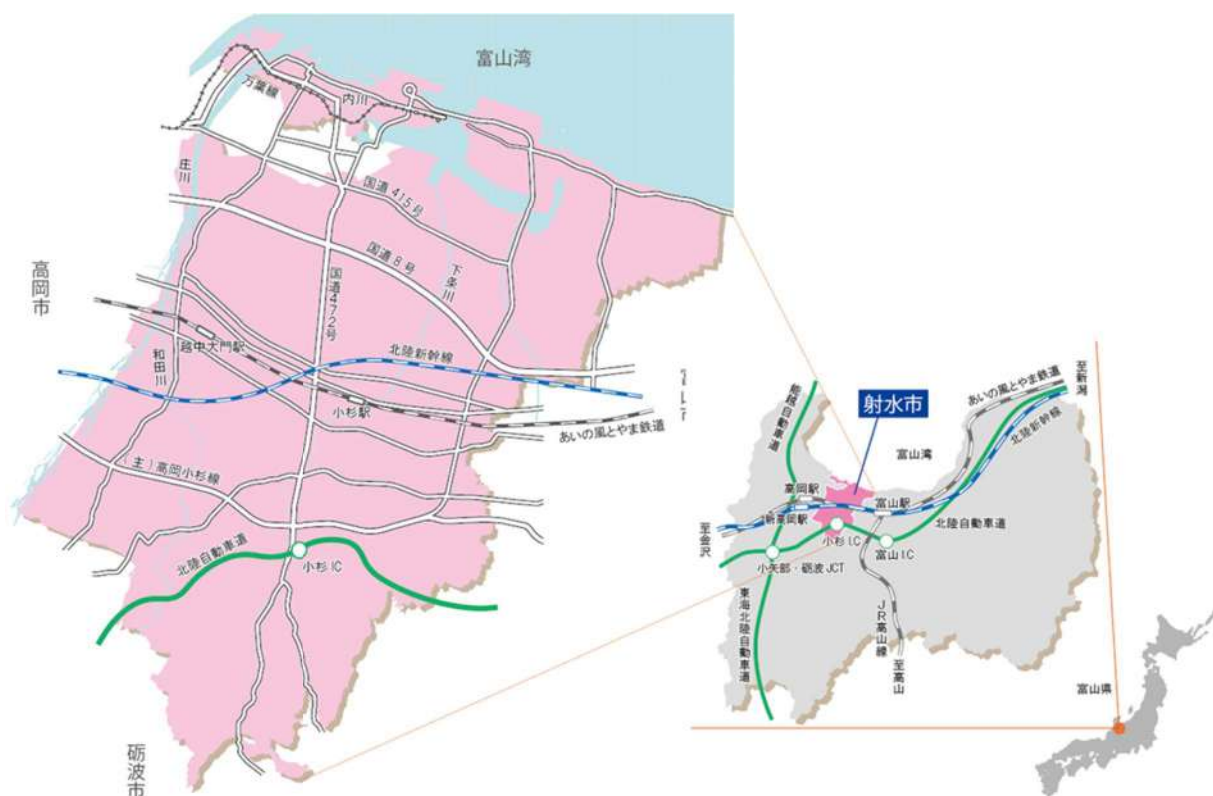 富山湾
万葉線
内川
庄川
国道415号
高岡市
国道8号
下条川
国道472号
越中大門駅
和田川
北陸新幹線
小杉駅
あいの風とやま鉄道
主)高岡小杉線
北陸自動車道
小杉IC
砺波市
至新潟
あいの風とやま鉄道
能越自動車道
射水市
北陸新幹線
富山湾
高岡駅
富山駅
新高岡駅
北陸自動車道
至金沢
小杉I.C
富山I.C
小矢部・砺波JCT
東海北陸自動車道
JR高山線
至高山
富山県